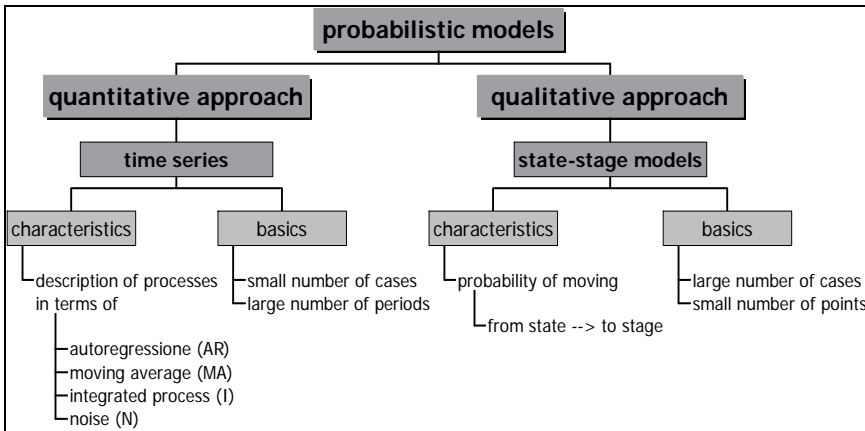 probabilistic models
quantitative approach
qualitative approach
time series
state-stage models
characteristics
basics
characteristics
basics
description of processes
in terms of
autoregressione (AR)
moving average (MA)
integrated process (I)
noise (N)
small number of cases
large number of periods
probability of moving
from state --> to stage
large number of cases
small number of points